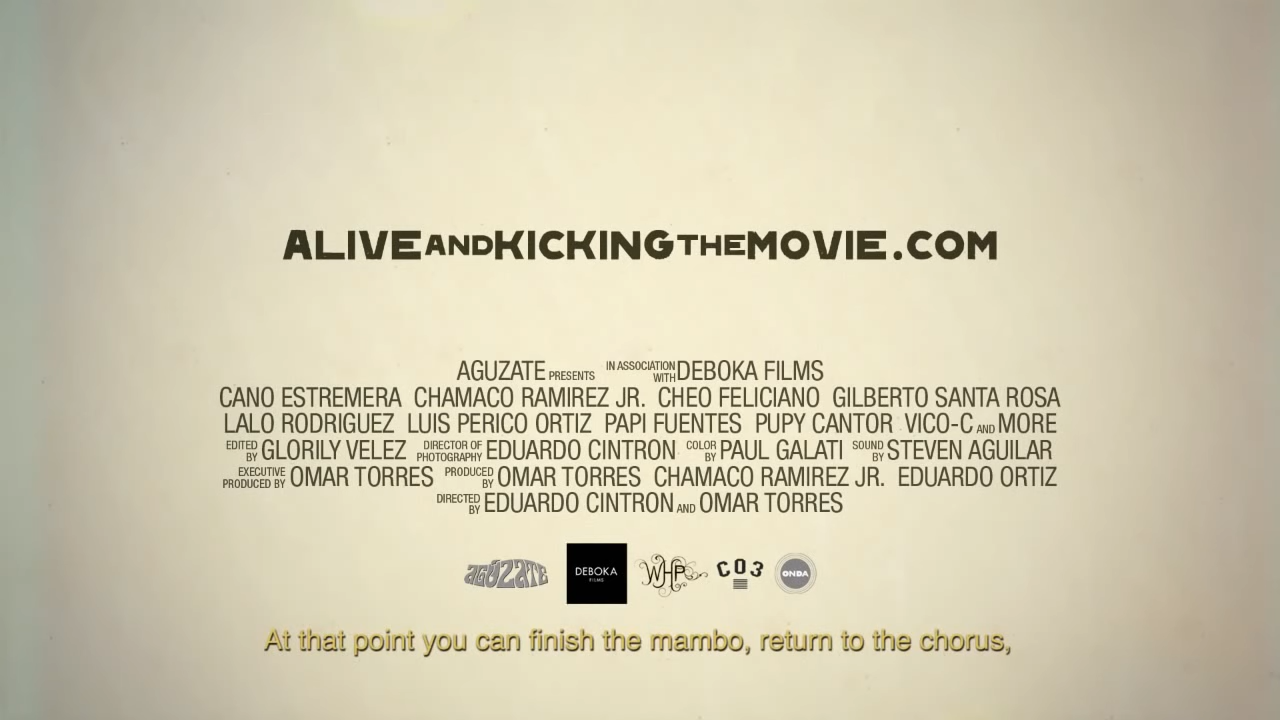 ALIVEANDKICKINGTHEMOVIE.COM
AGUZATE PRESENTS IN ASSOCIATION WITH DEBOKA FILMS
CANO ESTREMERA CHAMACO RAMIREZ JR. CHEO FELICIANO GILBERTO SANTA ROSA
LALO RODRIGUEZ LUIS PERICO ORTIZ PAPI FUENTES PUPY CANTOR VICO-C AND MORE
EDITED BY GLORILY VELEZ DIRECTOR OF PHOTOGRAPHY EDUARDO CINTRON COLOR BY PAUL GALATI SOUND BY STEVEN AGUILAR
EXECUTIVE PRODUCED BY OMAR TORRES PRODUCED BY OMAR TORRES CHAMACO RAMIREZ JR. EDUARDO ORTIZ
DIRECTED BY EDUARDO CINTRON AND OMAR TORRES
AGÚZATE DEBOKA FILMS WHP CO3 ONDA
At that point you can finish the mambo, return to the chorus,